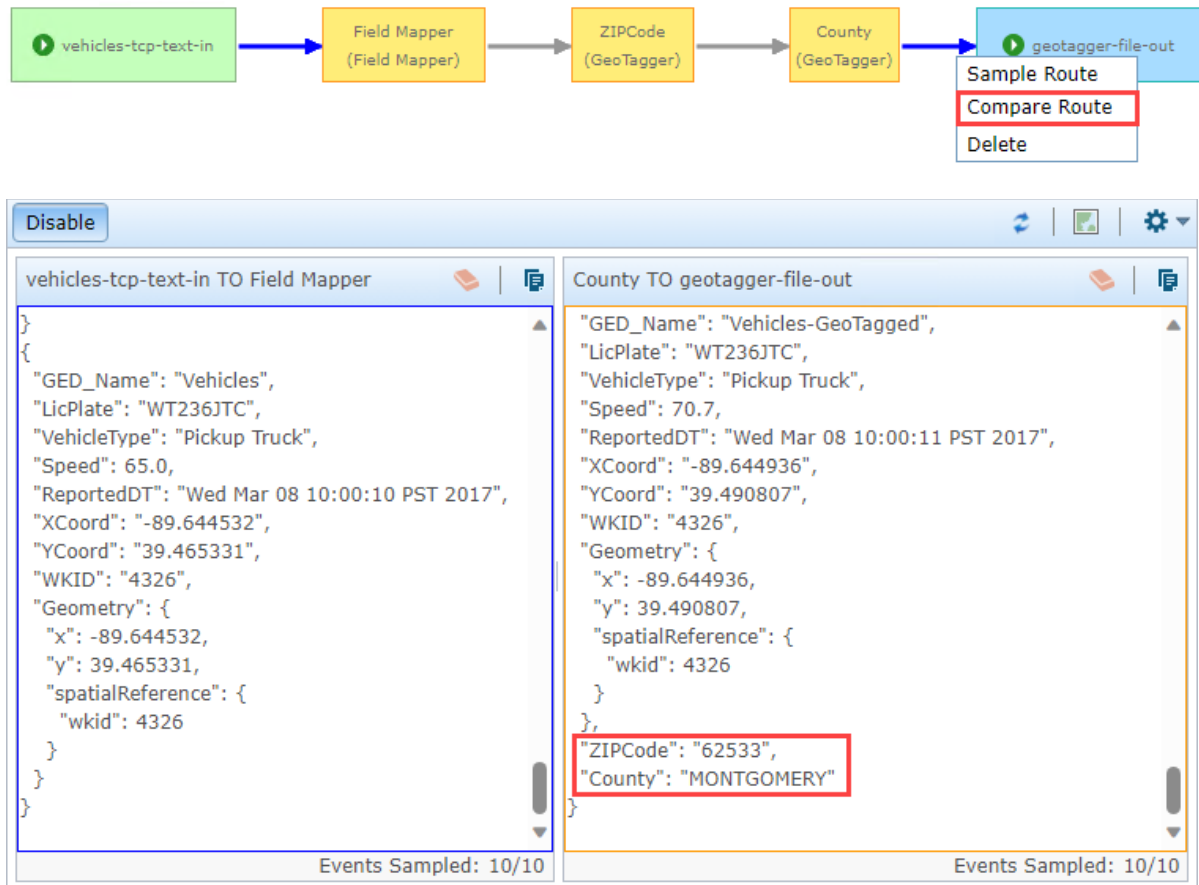 vehicles-tcp-text-in
Field Mapper
(Field Mapper)
ZIPCode
(GeoTagger)
County
(GeoTagger)
geotagger-file-out
Sample Route
Compare Route
Delete
Disable
vehicles-tcp-text-in TO Field Mapper
}
{
"GED_Name": "Vehicles",
"LicPlate": "WT236JTC",
"VehicleType": "Pickup Truck",
"Speed": 65.0,
"ReportedDT": "Wed Mar 08 10:00:10 PST 2017",
"XCoord": "-89.644532",
"YCoord": "39.465331",
"WKID": "4326",
"Geometry": {
"x": -89.644532,
"y": 39.465331,
"spatialReference": {
"wkid": 4326
}
}
}
Events Sampled: 10/10
County TO geotagger-file-out
"GED_Name": "Vehicles-GeoTagged",
"LicPlate": "WT236JTC",
"VehicleType": "Pickup Truck",
"Speed": 70.7,
"ReportedDT": "Wed Mar 08 10:00:11 PST 2017",
"XCoord": "-89.644936",
"YCoord": "39.490807",
"WKID": "4326",
"Geometry": {
"x": -89.644936,
"y": 39.490807,
"spatialReference": {
"wkid": 4326
}
},
"ZIPCode": "62533",
"County": "MONTGOMERY"
}
Events Sampled: 10/10